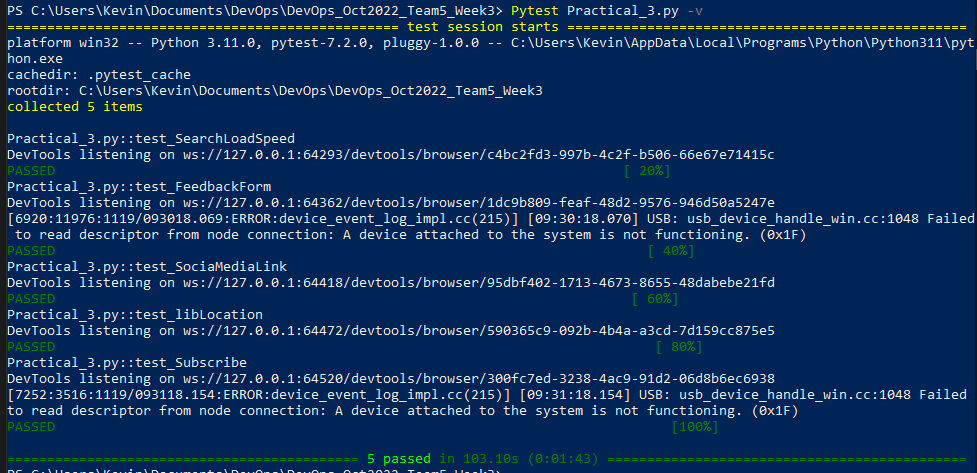 PS C:\Users\Kevin\Documents\DevOps\DevOps_Oct2022_Team5_Week3> Pytest Practical_3.py -v
================================================= test session starts =================================================
platform win32 -- Python 3.11.0, pytest-7.2.0, pluggy-1.0.0 -- C:\Users\Kevin\AppData\Local\Programs\Python\Python311\pyt
hon.exe
cachedir: .pytest_cache
rootdir: C:\Users\Kevin\Documents\DevOps\DevOps_Oct2022_Team5_Week3
collected 5 items
Practical_3.py::test_SearchLoadSpeed
DevTools listening on ws://127.0.0.1:64293/devtools/browser/c4bc2fd3-997b-4c2f-b506-66e67e71415c
PASSED [ 20%]
Practical_3.py::test_FeedbackForm
DevTools listening on ws://127.0.0.1:64362/devtools/browser/1dc9b809-feaf-48d2-9576-946d50a5247e
[6920:11976:1119/093018.069:ERROR:device_event_log_impl.cc(215)] [09:30:18.070] USB: usb_device_handle_win.cc:1048 Failed
to read descriptor from node connection: A device attached to the system is not functioning. (0x1F)
PASSED [ 40%]
Practical_3.py::test_SociaMediaLink
DevTools listening on ws://127.0.0.1:64418/devtools/browser/95dbf402-1713-4673-8655-48dabebe21fd
PASSED [ 60%]
Practical_3.py::test_libLocation
DevTools listening on ws://127.0.0.1:64472/devtools/browser/590365c9-092b-4b4a-a3cd-7d159cc875e5
PASSED [ 80%]
Practical_3.py::test_Subscribe
DevTools listening on ws://127.0.0.1:64520/devtools/browser/300fc7ed-3238-4ac9-91d2-06d8b6ec6938
[7252:3516:1119/093118.154:ERROR:device_event_log_impl.cc(215)] [09:31:18.154] USB: usb_device_handle_win.cc:1048 Failed
to read descriptor from node connection: A device attached to the system is not functioning. (0x1F)
PASSED [100%]
============================================ 5 passed in 103.10s (0:01:43) =============================================
PS C:\Users\Kevin\Documents\DevOps\DevOps_Oct2022_Team5_Week3>